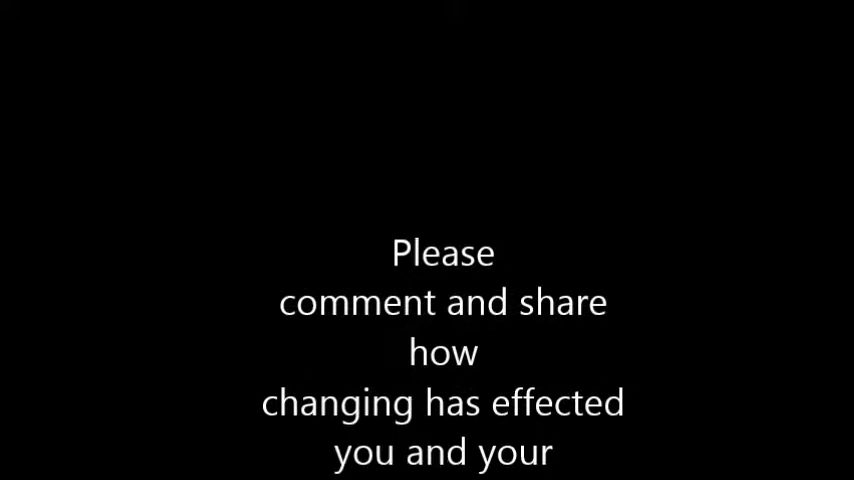 Please
comment and share
how
changing has effected
you and your